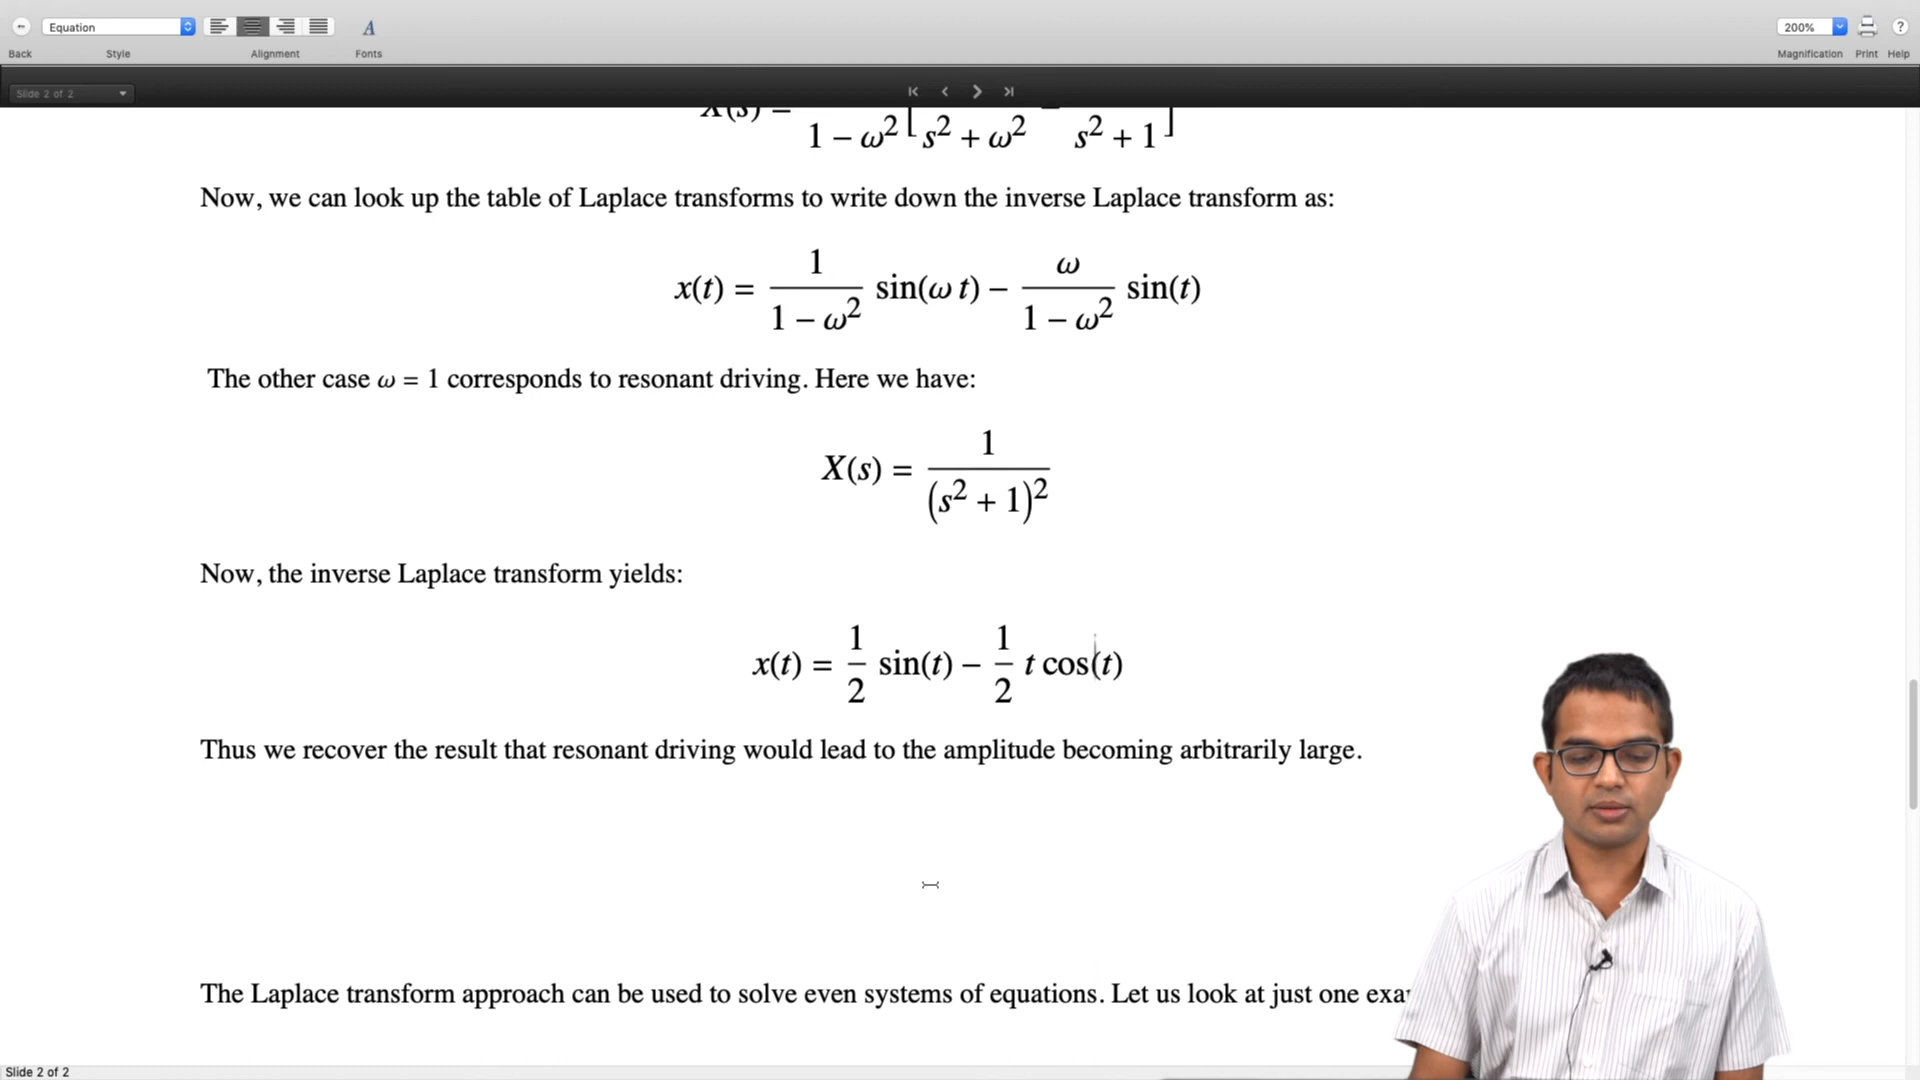 Equation
200%
Back Style Alignment Fonts Magnification Print Help
Slide 2 of 2
X(s) = 1 − ω² [ s² + ω² − s² + 1 ]
Now, we can look up the table of Laplace transforms to write down the inverse Laplace transform as:
x(t) = 1/(1 − ω²) sin(ω t) − ω/(1 − ω²) sin(t)
The other case ω = 1 corresponds to resonant driving. Here we have:
X(s) = 1/(s² + 1)²
Now, the inverse Laplace transform yields:
x(t) = 1/2 sin(t) − 1/2 t cos(t)
Thus we recover the result that resonant driving would lead to the amplitude becoming arbitrarily large.
The Laplace transform approach can be used to solve even systems of equations. Let us look at just one
Slide 2 of 2